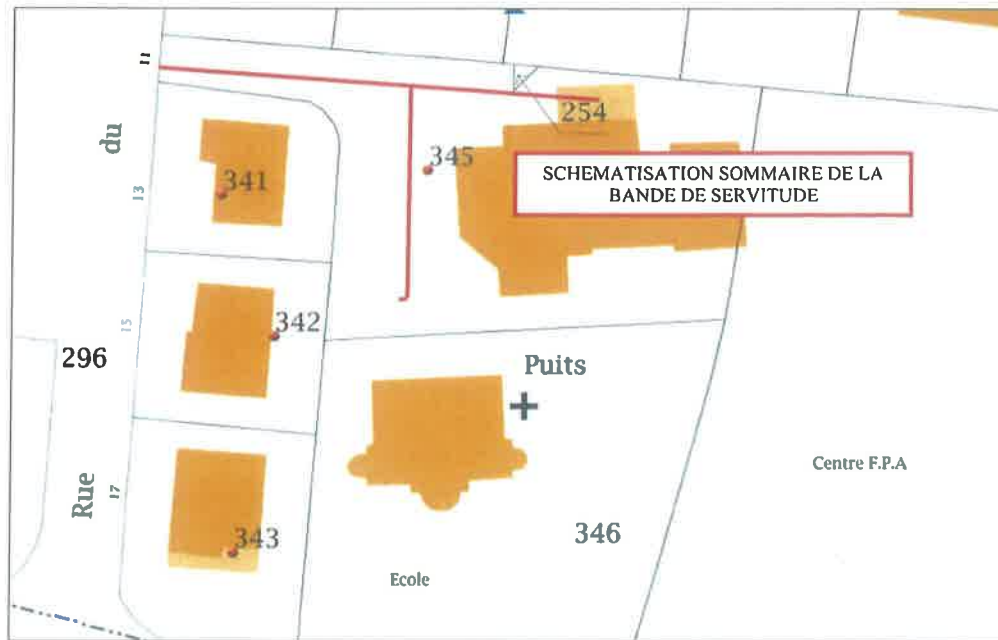 11
254
du
345
SCHEMATISATION SOMMAIRE DE LA
BANDE DE SERVITUDE
341
13
342
15
296
Puits
Centre F.P.A
Rue
17
346
343
Ecole